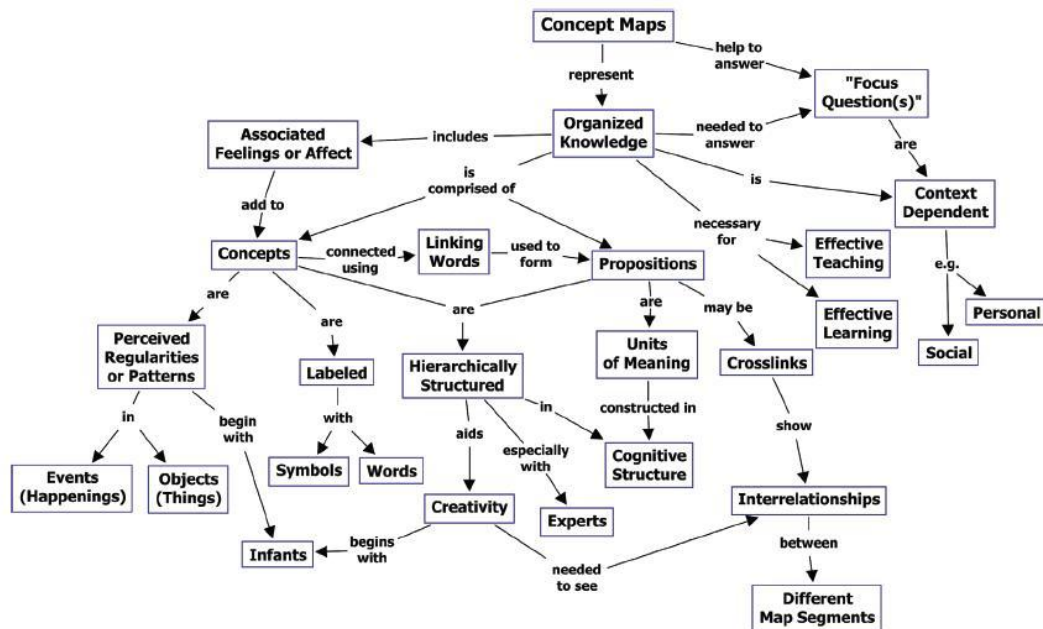 Concept Maps
help to
answer
represent
"Focus
Question(s)"
Associated
Feelings or Affect
includes
Organized
Knowledge
needed to
answer
are
is
comprised of
is
Context
Dependent
add to
necessary
for
Concepts
connected
using
Linking
Words
used to
form
Propositions
Effective
Teaching
e.g.
are
are
are
are
may be
Effective
Learning
Personal
Perceived
Regularities
or Patterns
Labeled
Hierarchically
Structured
Units
of Meaning
Crosslinks
Social
in
begin
with
with
aids
in
constructed in
show
especially
with
Events
(Happenings)
Objects
(Things)
Symbols
Words
Cognitive
Structure
Creativity
Experts
Interrelationships
Infants
begins
with
needed
to see
between
Different
Map Segments